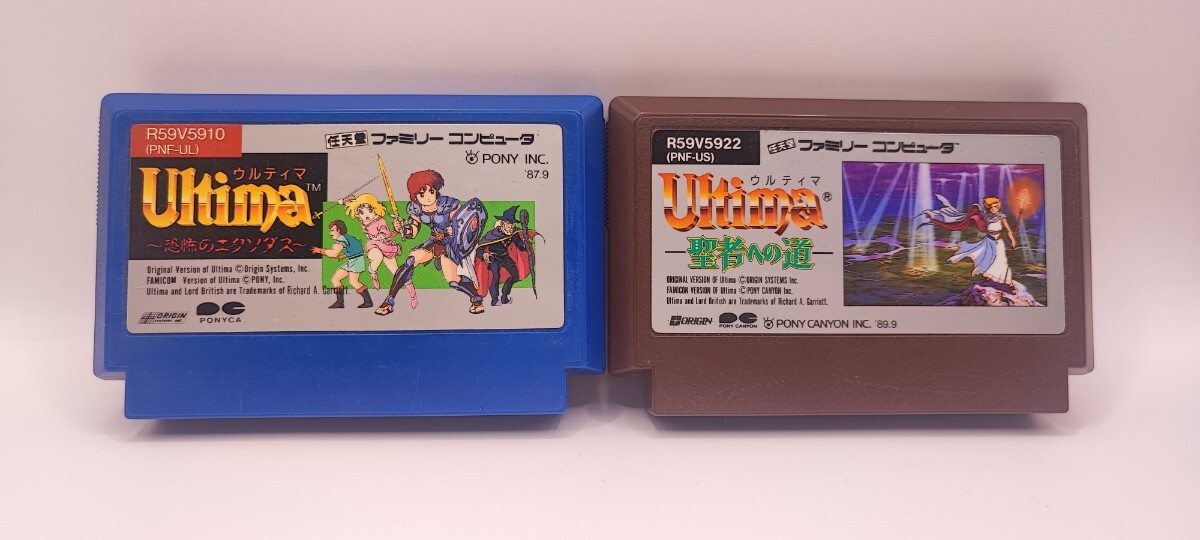 R59V5910
(PNF-UL)
任天堂 ファミリー コンピュータ
PONY INC.
'87.9
ウルティマ
Ultima™
～恐怖のエクソダス～
Original Version of Ultima ©Origin Systems, Inc.
FAMICOM Version of Ultima ©PONY, Inc.
Ultima and Lord British are Trademarks of Richard A. Garriott.
ORIGIN
SYSTEMS INC
PONYCA
R59V5922
(PNF-US)
任天堂 ファミリー コンピュータ
ウルティマ
Ultima®
聖者への道
ORIGINAL VERSION OF Ultima ©ORIGIN SYSTEMS Inc.
FAMICOM VERSION OF Ultima ©PONY CANYON Inc.
Ultima and Lord British are Trademarks of Richard A. Garriott.
ORIGIN
PONY CANYON
PONY CANYON INC. '89.9